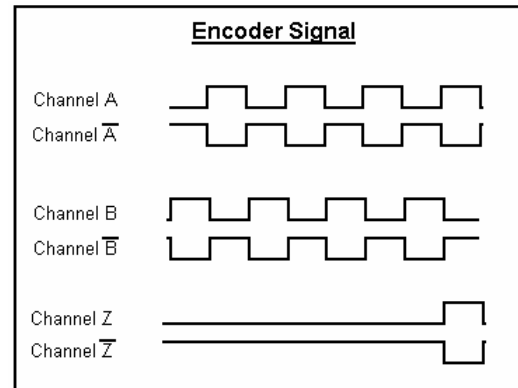 Encoder Signal
Channel A
Channel A̅
Channel B
Channel B̅
Channel Z
Channel Z̅